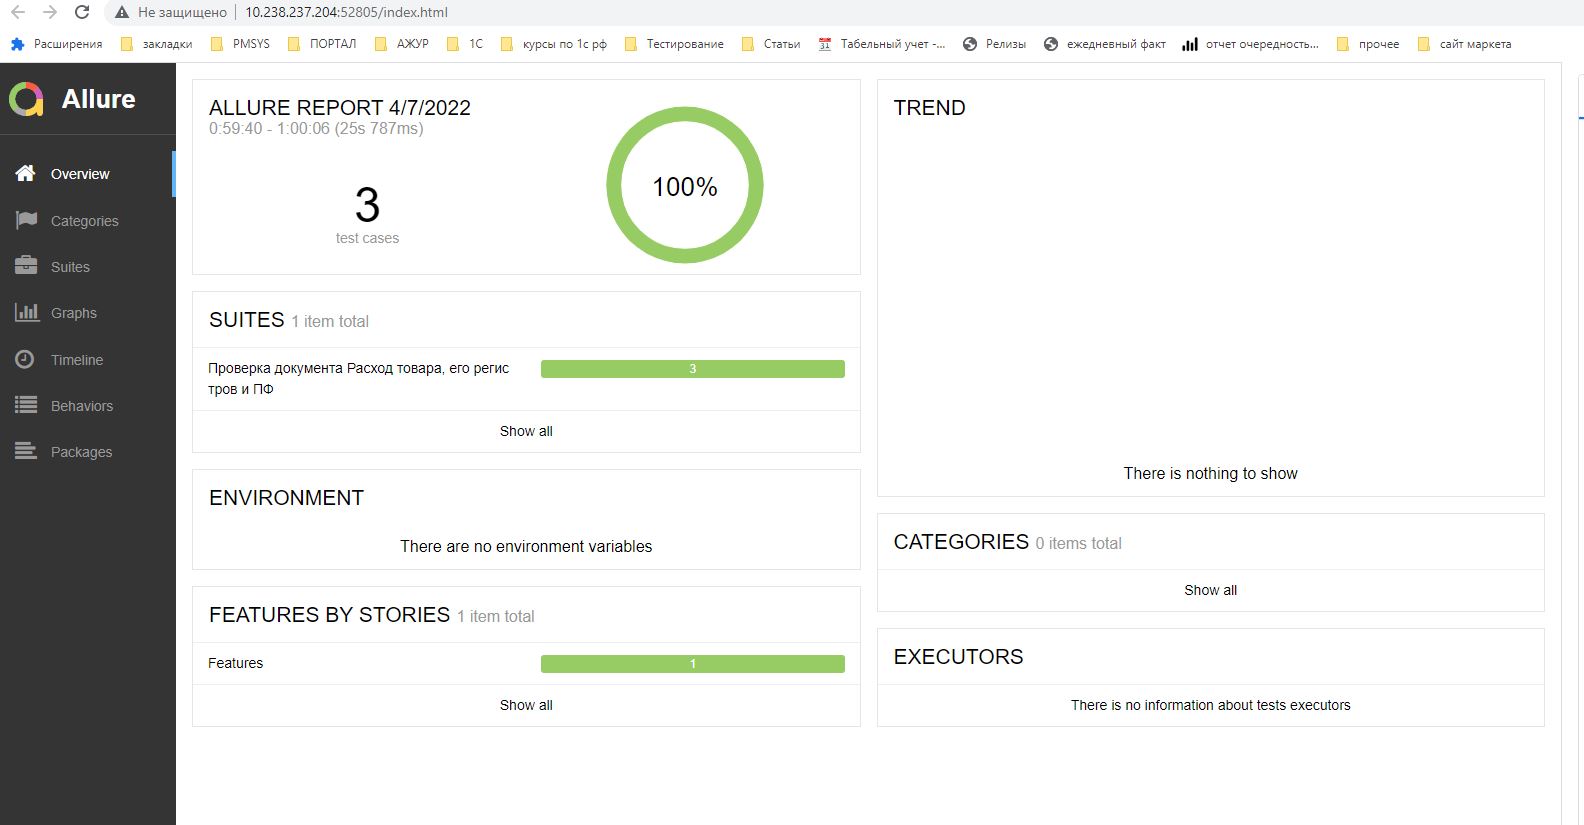 Не защищено 10.238.237.204:52805/index.html
Расширения закладки PMSYS ПОРТАЛ АЖУР 1С курсы по 1с рф Тестирование Статьи Табельный учет -... Релизы ежедневный факт отчет очередность... прочее сайт маркета
Allure
Overview
Categories
Suites
Graphs
Timeline
Behaviors
Packages
ALLURE REPORT 4/7/2022
0:59:40 - 1:00:06 (25s 787ms)
3
test cases
100%
SUITES 1 item total
Проверка документа Расход товара, его регис
тров и ПФ
3
Show all
ENVIRONMENT
There are no environment variables
FEATURES BY STORIES 1 item total
Features
1
Show all
TREND
There is nothing to show
CATEGORIES 0 items total
Show all
EXECUTORS
There is no information about tests executors